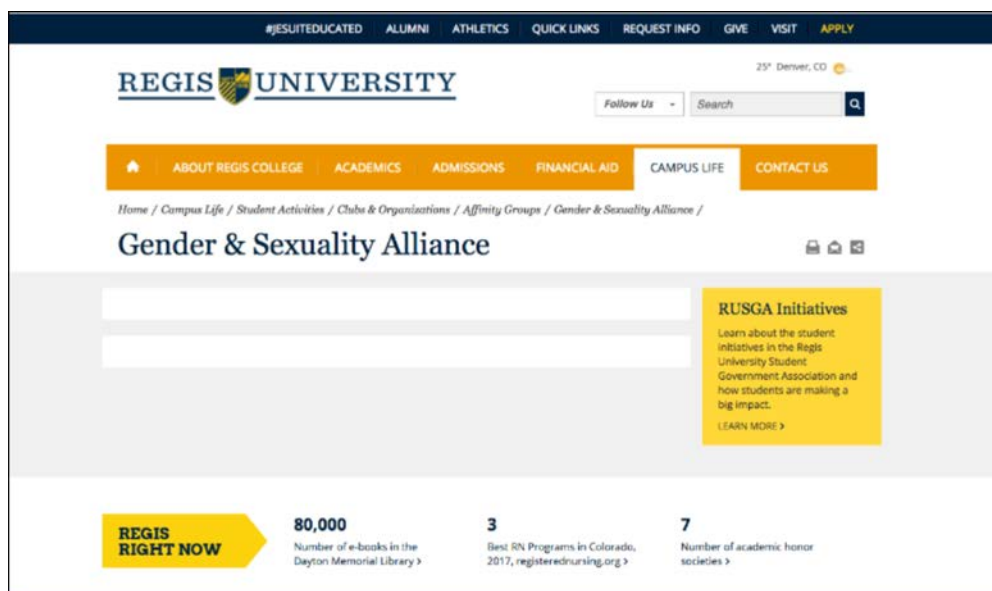 #JESUITEDUCATED ALUMNI ATHLETICS QUICK LINKS REQUEST INFO GIVE VISIT APPLY
REGIS UNIVERSITY
25° Denver, CO
Follow Us Search
ABOUT REGIS COLLEGE ACADEMICS ADMISSIONS FINANCIAL AID CAMPUS LIFE CONTACT US
Home / Campus Life / Student Activities / Clubs & Organizations / Affinity Groups / Gender & Sexuality Alliance /
Gender & Sexuality Alliance
RUSGA Initiatives
Learn about the student
initiatives in the Regis
University Student
Government Association and
how students are making a
big impact.
LEARN MORE >
REGIS
RIGHT NOW
80,000
Number of e-books in the
Dayton Memorial Library >
3
Best RN Programs in Colorado,
2017, registerednursing.org >
7
Number of academic honor
societies >